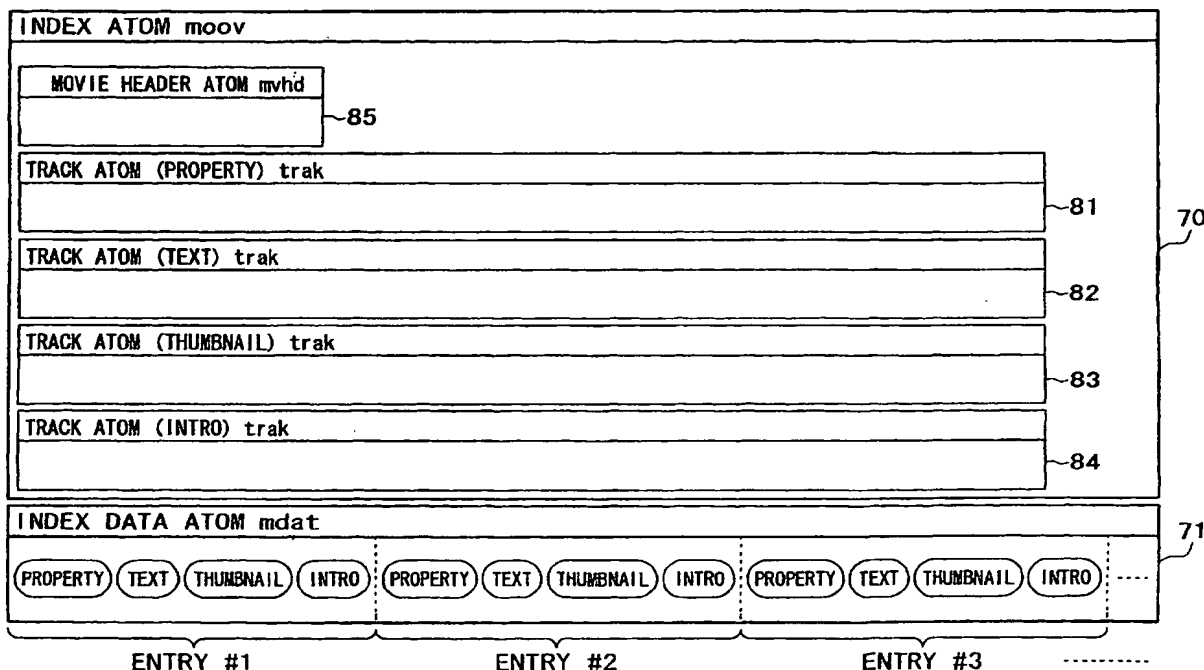 INDEX ATOM moov
MOVIE HEADER ATOM mvhd
85
TRACK ATOM (PROPERTY) trak
81
70
TRACK ATOM (TEXT) trak
82
TRACK ATOM (THUMBNAIL) trak
83
TRACK ATOM (INTRO) trak
84
INDEX DATA ATOM mdat
71
PROPERTY TEXT THUMBNAIL INTRO PROPERTY TEXT THUMBNAIL INTRO PROPERTY TEXT THUMBNAIL INTRO
ENTRY #1 ENTRY #2 ENTRY #3